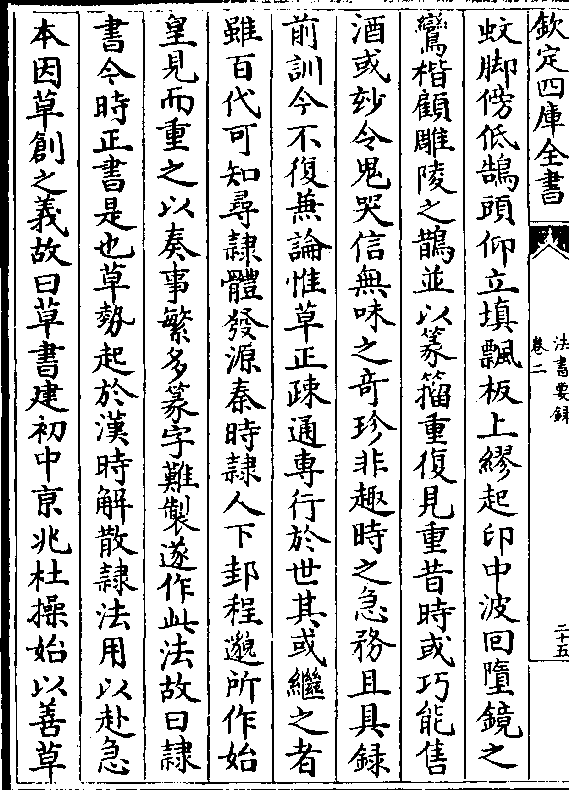 欽定四庫全書
法書要録
卷二
二十五
蚊脚傍低鵠頭仰立填飄板上繆起印中波回墮鏡之
鸞楷顧雕陵之鵲並以篆籀重復見重昔時或巧能售
酒或玅令鬼哭信無味之奇珍非趣時之急務且具録
前訓今不復兼論惟草正疎通專行於世其或繼之者
雖百代可知尋隷體發源秦時隷人下邽程邈所作始
皇見而重之以奏事繁多篆字難製遂作此法故曰隷
書今時正書是也草勢起於漢時解散隷法用以赴急
本因草創之義故曰草書建初中京兆杜操始以善草